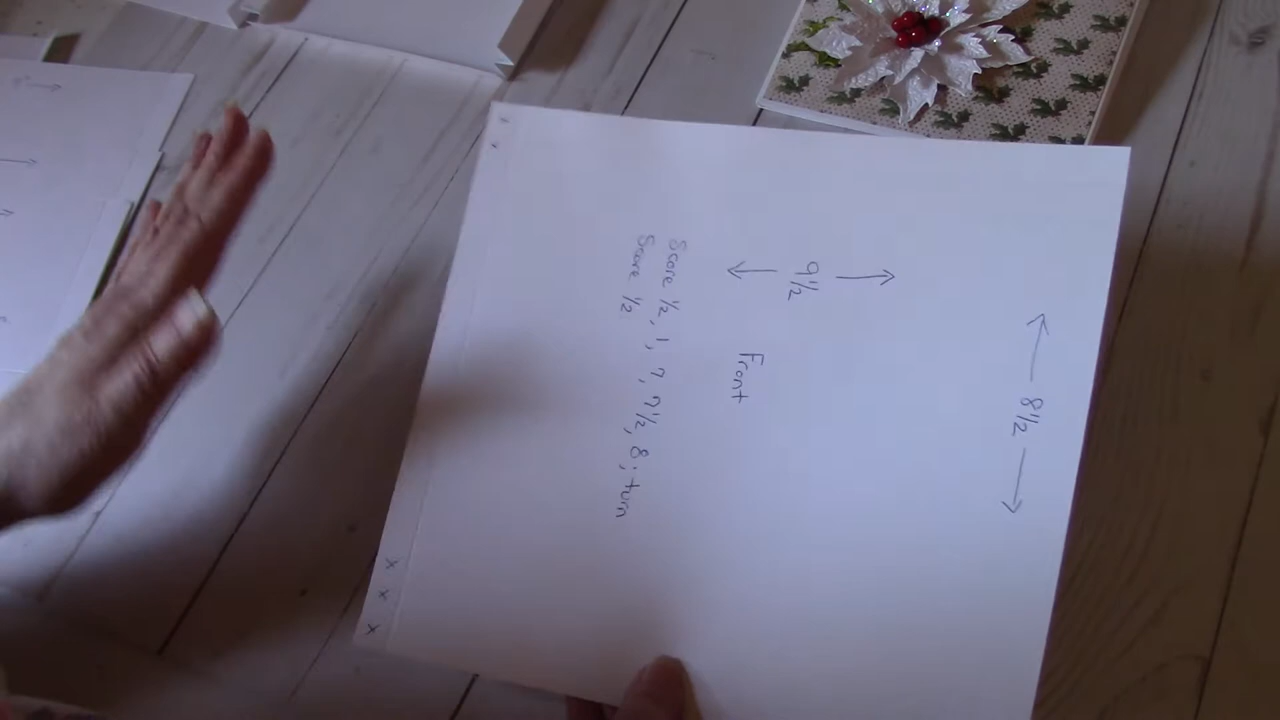 ← 8½ →
← 9½ →
Front
Score ½, 1, 7, 7½, 8; turn
Score ½
x
x
x
x
x